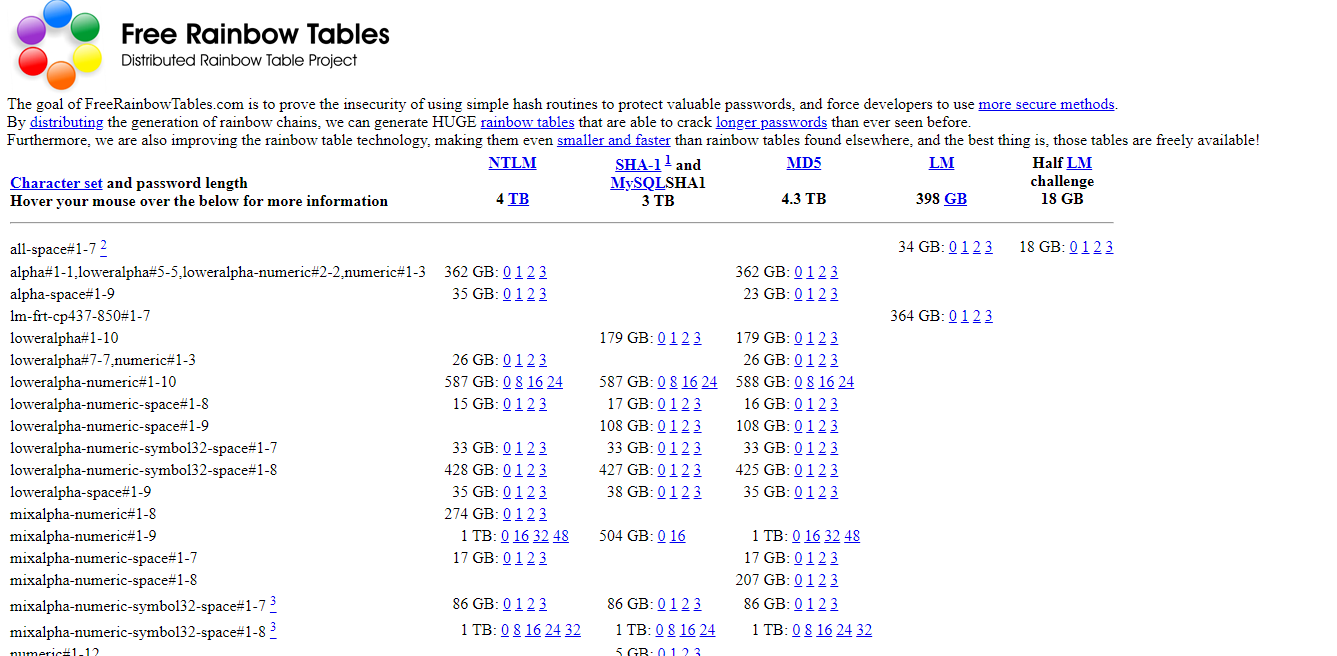 Free Rainbow Tables
Distributed Rainbow Table Project
The goal of FreeRainbowTables.com is to prove the insecurity of using simple hash routines to protect valuable passwords, and force developers to use more secure methods.
By distributing the generation of rainbow chains, we can generate HUGE rainbow tables that are able to crack longer passwords than ever seen before.
Furthermore, we are also improving the rainbow table technology, making them even smaller and faster than rainbow tables found elsewhere, and the best thing is, those tables are freely available!
Character set and password length
Hover your mouse over the below for more information
NTLM
4 TB
SHA-1 1 and
MySQLSHA1
3 TB
MD5
4.3 TB
LM
398 GB
Half LM
challenge
18 GB
all-space#1-7 2 34 GB: 0 1 2 3 18 GB: 0 1 2 3
alpha#1-1,loweralpha#5-5,loweralpha-numeric#2-2,numeric#1-3 362 GB: 0 1 2 3 362 GB: 0 1 2 3
alpha-space#1-9 35 GB: 0 1 2 3 23 GB: 0 1 2 3
lm-frt-cp437-850#1-7 364 GB: 0 1 2 3
loweralpha#1-10 179 GB: 0 1 2 3 179 GB: 0 1 2 3
loweralpha#7-7,numeric#1-3 26 GB: 0 1 2 3 26 GB: 0 1 2 3
loweralpha-numeric#1-10 587 GB: 0 8 16 24 587 GB: 0 8 16 24 588 GB: 0 8 16 24
loweralpha-numeric-space#1-8 15 GB: 0 1 2 3 17 GB: 0 1 2 3 16 GB: 0 1 2 3
loweralpha-numeric-space#1-9 108 GB: 0 1 2 3 108 GB: 0 1 2 3
loweralpha-numeric-symbol32-space#1-7 33 GB: 0 1 2 3 33 GB: 0 1 2 3 33 GB: 0 1 2 3
loweralpha-numeric-symbol32-space#1-8 428 GB: 0 1 2 3 427 GB: 0 1 2 3 425 GB: 0 1 2 3
loweralpha-space#1-9 35 GB: 0 1 2 3 38 GB: 0 1 2 3 35 GB: 0 1 2 3
mixalpha-numeric#1-8 274 GB: 0 1 2 3
mixalpha-numeric#1-9 1 TB: 0 16 32 48 504 GB: 0 16 1 TB: 0 16 32 48
mixalpha-numeric-space#1-7 17 GB: 0 1 2 3 17 GB: 0 1 2 3
mixalpha-numeric-space#1-8 207 GB: 0 1 2 3
mixalpha-numeric-symbol32-space#1-7 3 86 GB: 0 1 2 3 86 GB: 0 1 2 3 86 GB: 0 1 2 3
mixalpha-numeric-symbol32-space#1-8 3 1 TB: 0 8 16 24 32 1 TB: 0 8 16 24 1 TB: 0 8 16 24 32
numeric#1-12 5 GB: 0 1 2 3